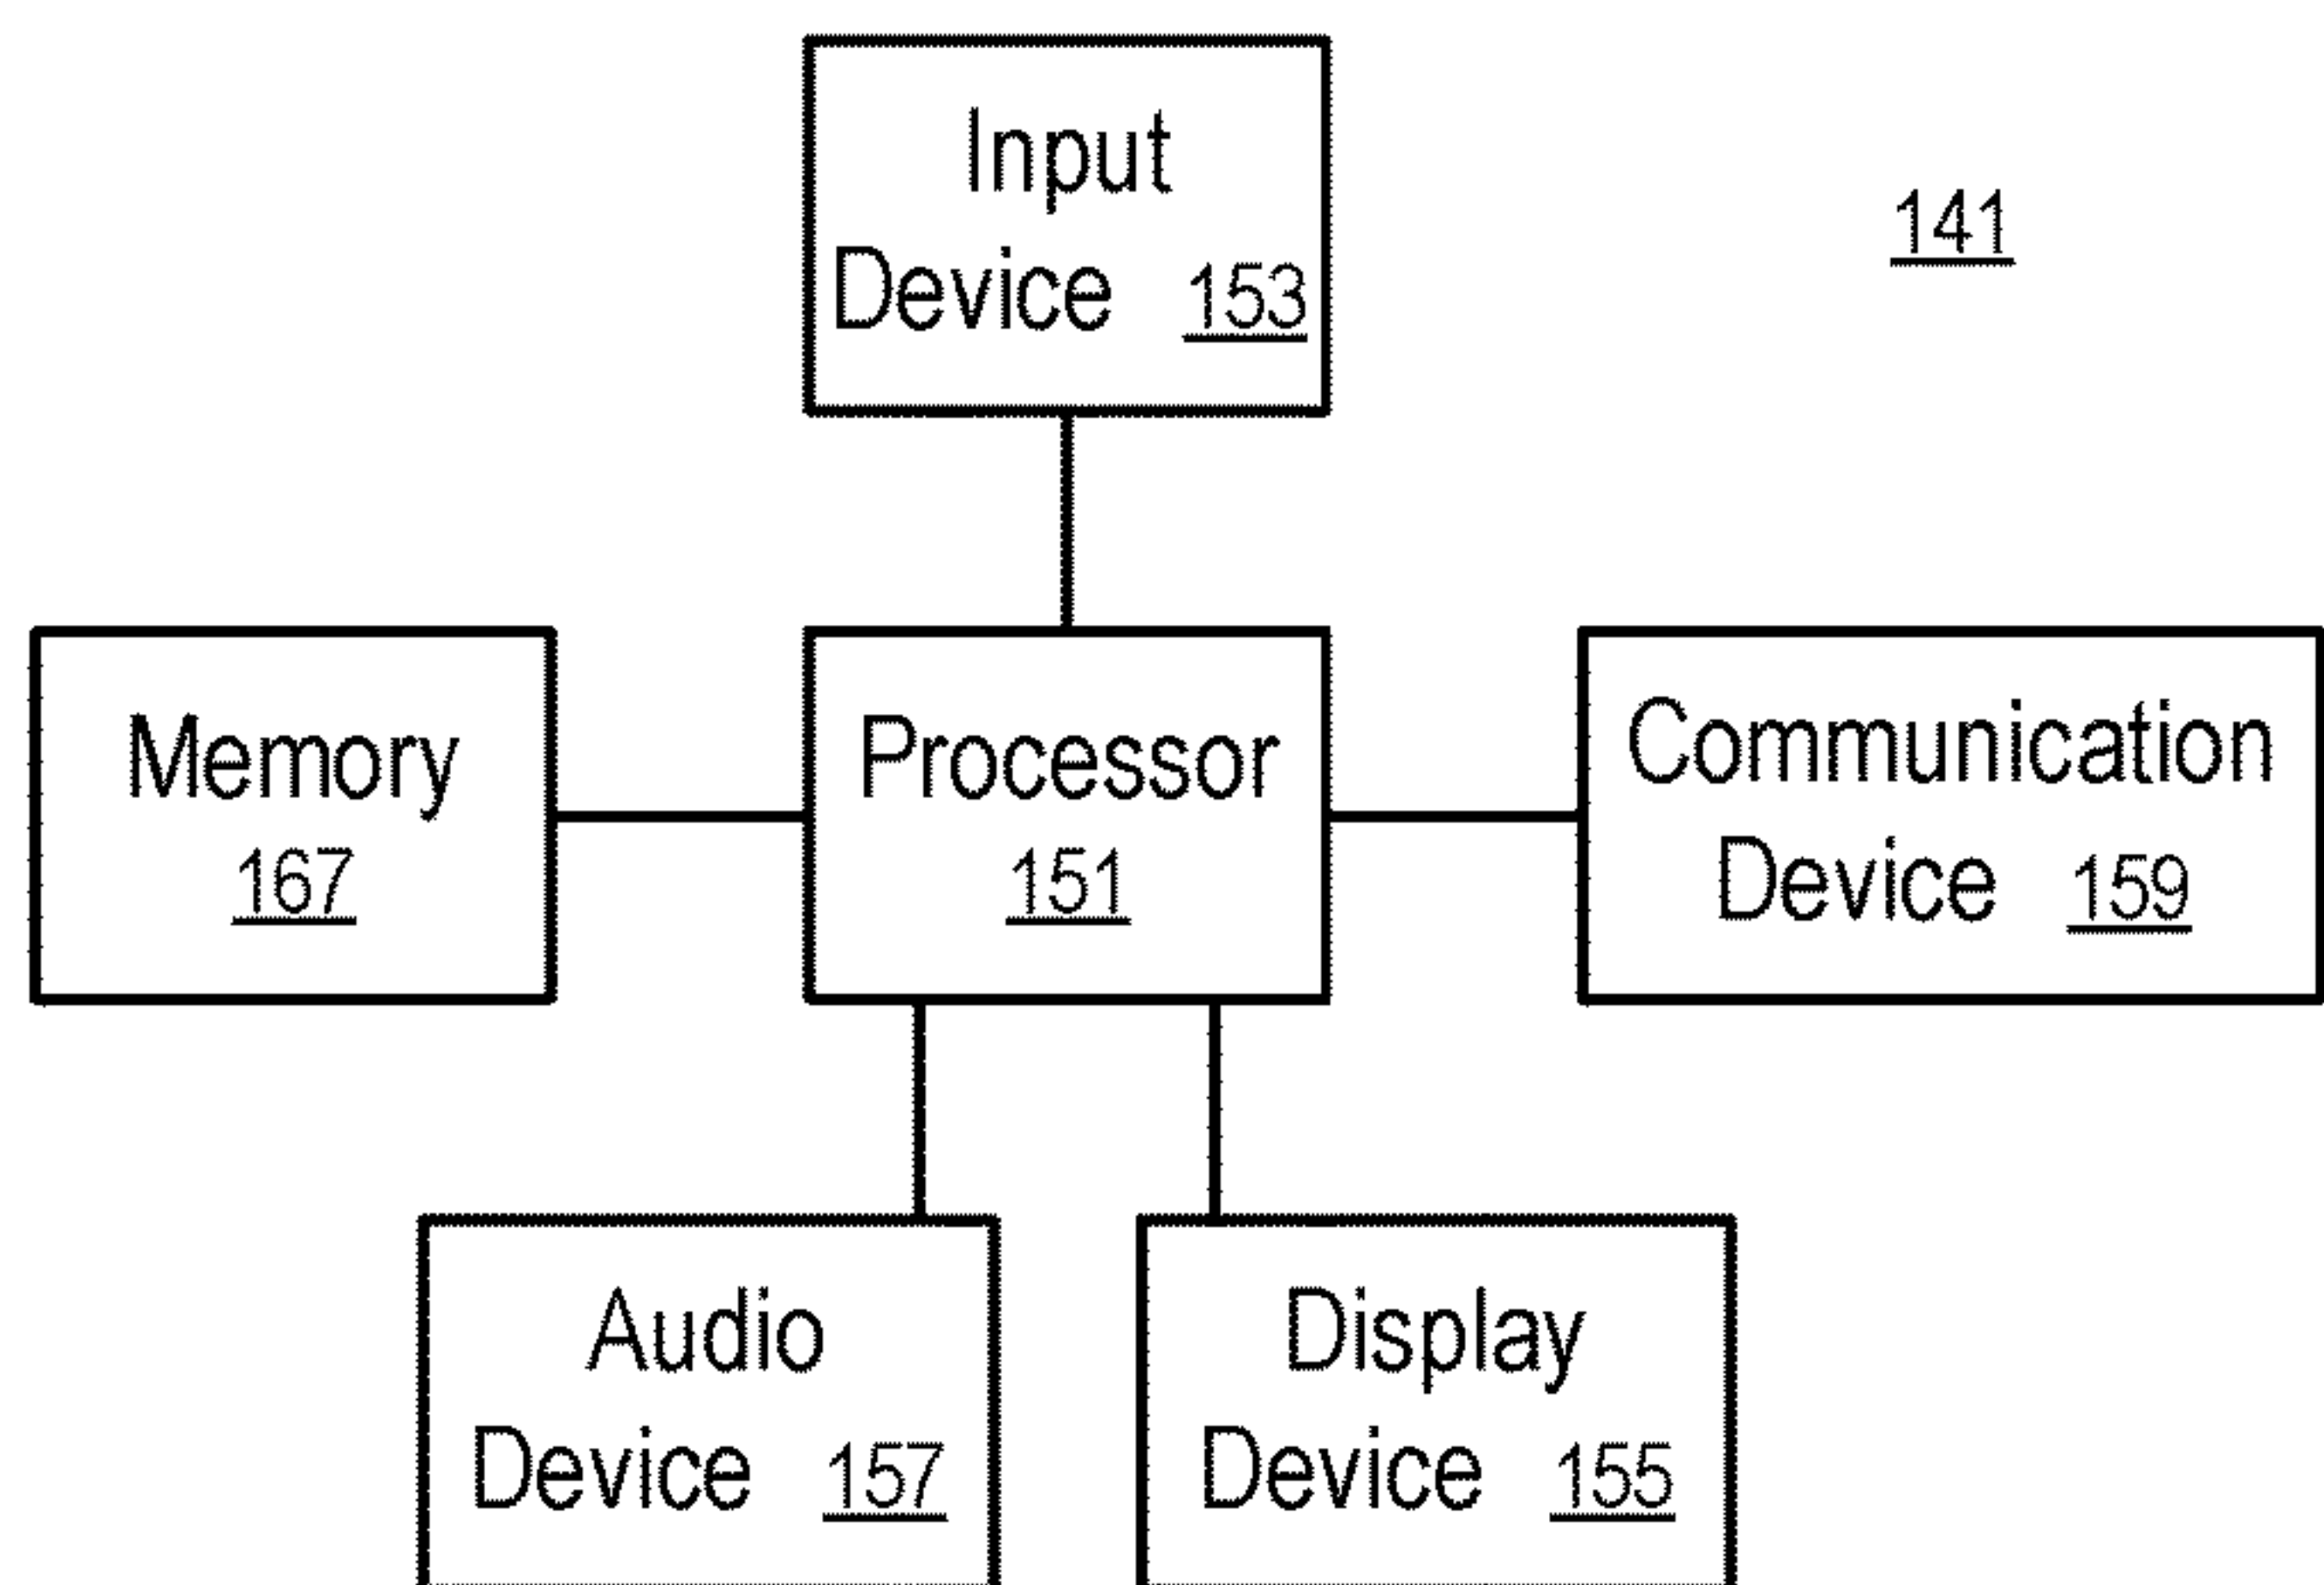 Input
Device 153
141
Memory
167
Processor
151
Communication
Device 159
Audio
Device 157
Display
Device 155